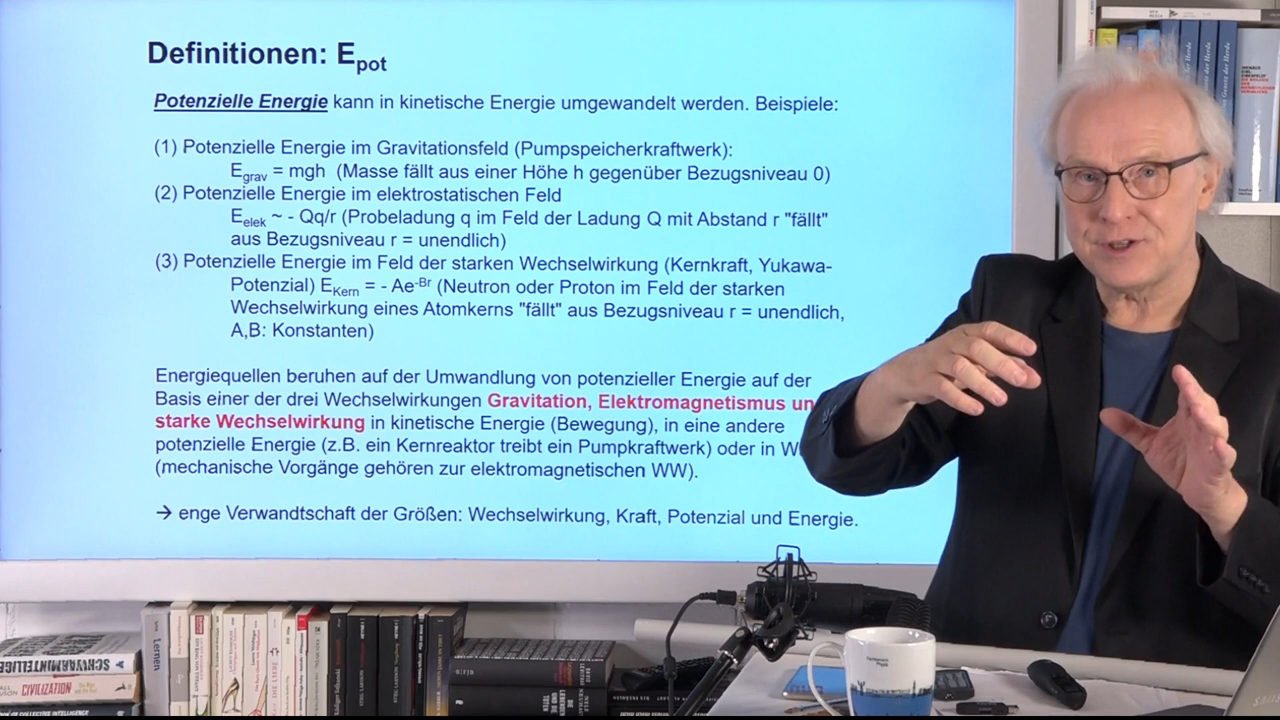 Definitionen: Epot
Potenzielle Energie kann in kinetische Energie umgewandelt werden. Beispiele:
(1) Potenzielle Energie im Gravitationsfeld (Pumpspeicherkraftwerk):
Egrav = mgh (Masse fällt aus einer Höhe h gegenüber Bezugsniveau 0)
(2) Potenzielle Energie im elektrostatischen Feld
Eelek ~ - Qq/r (Probeladung q im Feld der Ladung Q mit Abstand r "fällt"
aus Bezugsniveau r = unendlich)
(3) Potenzielle Energie im Feld der starken Wechselwirkung (Kernkraft, Yukawa-
Potenzial) EKern = - Ae-Br (Neutron oder Proton im Feld der starken
Wechselwirkung eines Atomkerns "fällt" aus Bezugsniveau r = unendlich,
A,B: Konstanten)
Energiequellen beruhen auf der Umwandlung von potenzieller Energie auf der
Basis einer der drei Wechselwirkungen Gravitation, Elektromagnetismus un
starke Wechselwirkung in kinetische Energie (Bewegung), in eine andere
potenzielle Energie (z.B. ein Kernreaktor treibt ein Pumpkraftwerk) oder in W
(mechanische Vorgänge gehören zur elektromagnetischen WW).
→ enge Verwandtschaft der Größen: Wechselwirkung, Kraft, Potenzial und Energie.
Lernen
SCHWARMINTELLIG
CIVILIZATION